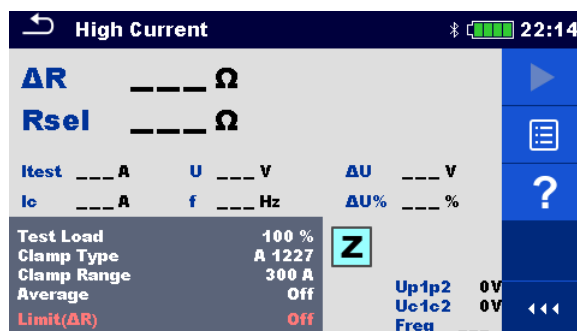 High Current 22:14
ΔR ___ Ω
Rsel ___ Ω
Itest ___ A U ___ V ΔU ___ V
Ic ___ A f ___ Hz ΔU% ___ %
?
Test Load 100 %
Clamp Type A 1227
Clamp Range 300 A
Average Off
Limit(ΔR) Off
Z
Up1p2 0V
Uc1c2 0V
Freq